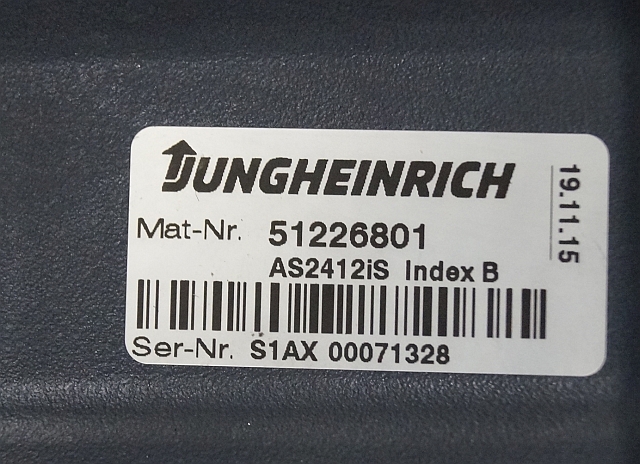 JUNGHEINRICH
Mat-Nr. 51226801
AS2412iS Index B
Ser-Nr. S1AX 00071328
19.11.15